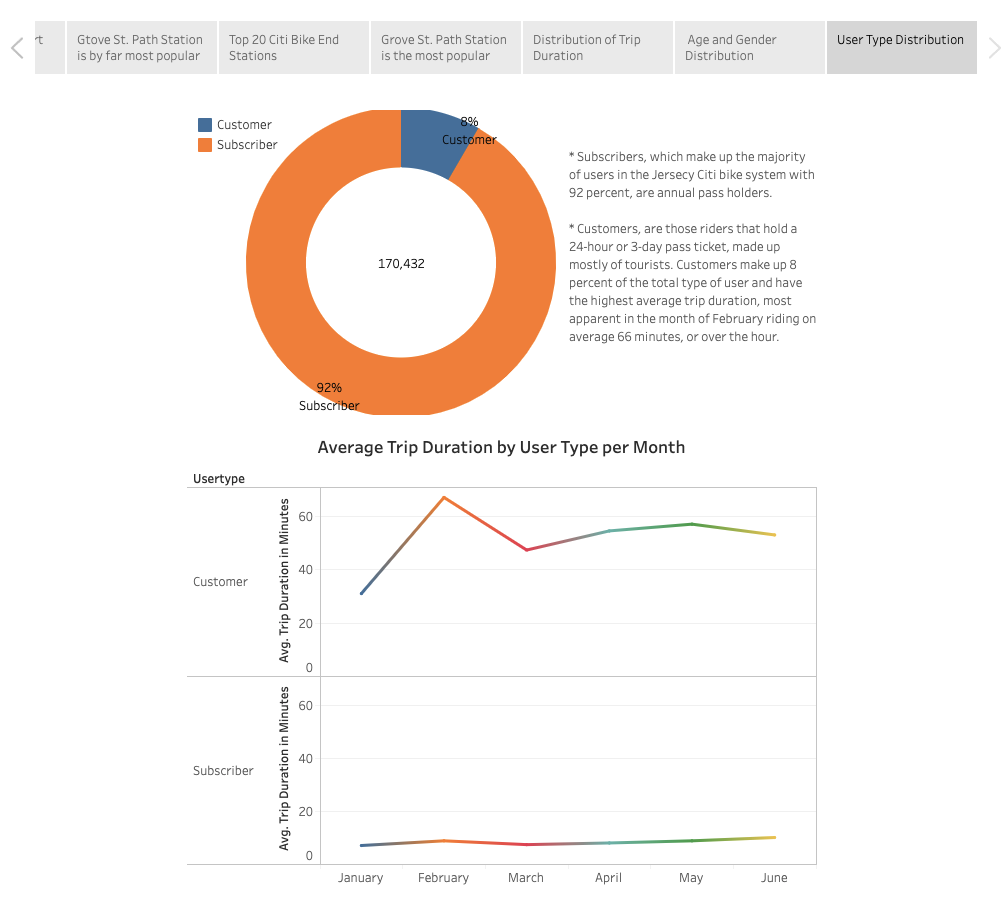 rt
Gtove St. Path Station
is by far most popular
Top 20 Citi Bike End
Stations
Grove St. Path Station
is the most popular
Distribution of Trip
Duration
Age and Gender
Distribution
User Type Distribution
Customer
Subscriber
8%
Customer
170,432
92%
Subscriber
* Subscribers, which make up the majority
of users in the Jersecy Citi bike system with
92 percent, are annual pass holders.
* Customers, are those riders that hold a
24-hour or 3-day pass ticket, made up
mostly of tourists. Customers make up 8
percent of the total type of user and have
the highest average trip duration, most
apparent in the month of February riding on
average 66 minutes, or over the hour.
Average Trip Duration by User Type per Month
Usertype
Customer
Avg. Trip Duration in Minutes
60
40
20
0
Subscriber
Avg. Trip Duration in Minutes
60
40
20
0
January February March April May June